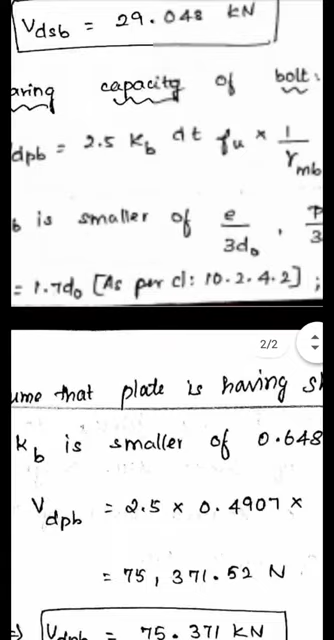 Vdsb = 29.048 kN
aring capacity of bolt:
dpb = 2.5 Kb dt fu × 1/γmb
b is smaller of e/3d₀, P/3
= 1.7d₀ [As per cl: 10.2.4.2];
2/2
ume that plate is having s
Kb is smaller of 0.648
Vdpb = 2.5 × 0.4907 ×
= 75,371.52 N
Vdpb = 75.371 KN